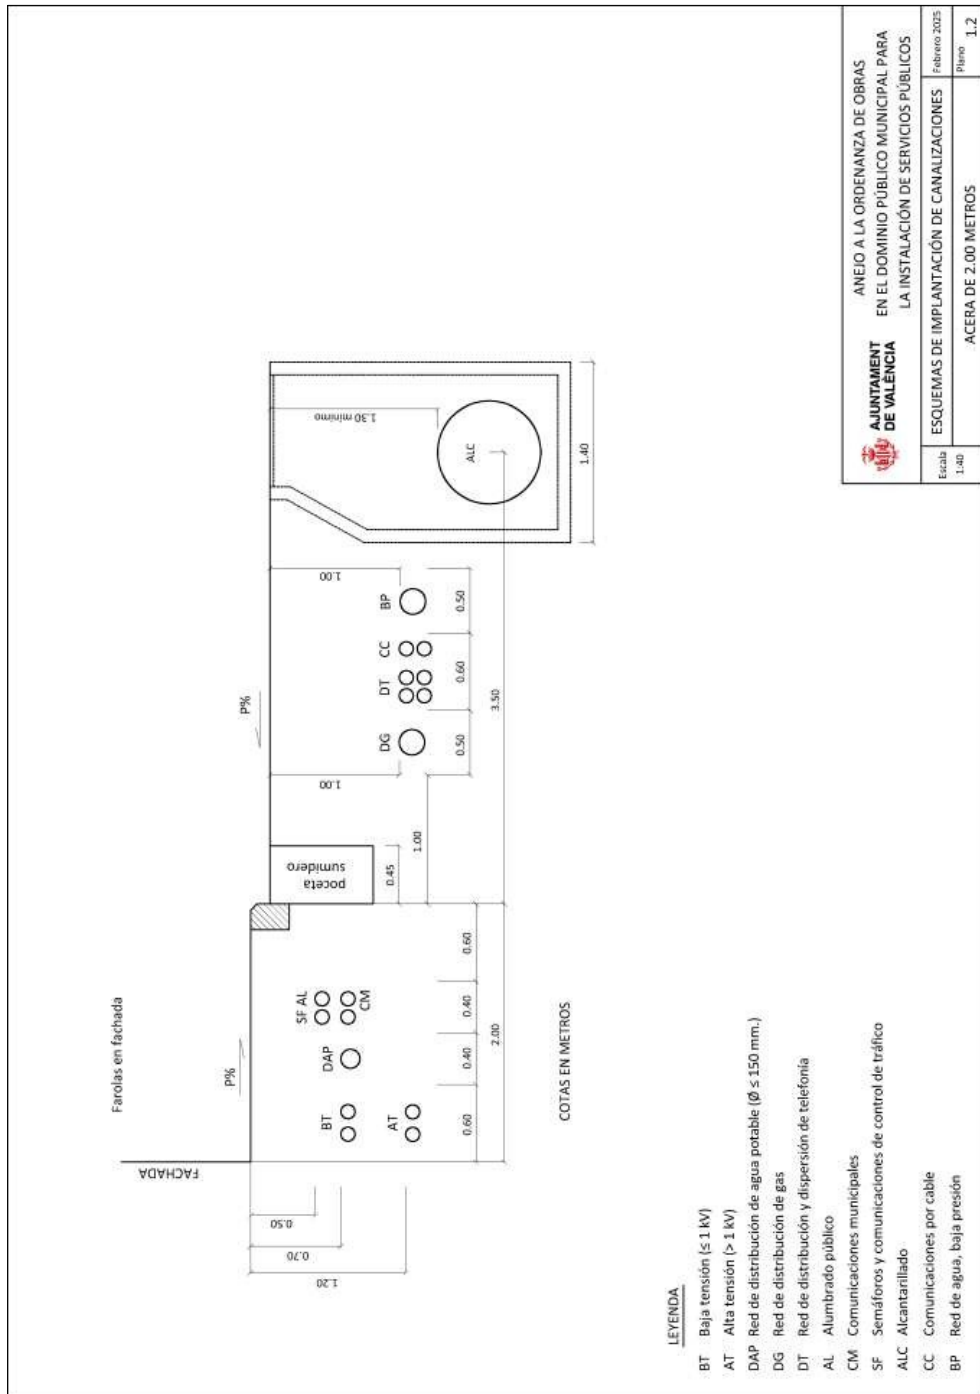 Farolas en fachada
FACHADA
P%
P%
0.50
0.70
1.20
BT
AT
DAP
SF AL
CM
0.60
0.40
0.40
0.60
2.00
poceta
sumidero
0.45
1.00
1.00
DG
DT
CC
BP
1.00
0.50
0.60
0.50
3.50
ALC
1.30 mínimo
1.40
COTAS EN METROS
LEYENDA
BT Baja tensión (≤ 1 kV)
AT Alta tensión (> 1 kV)
DAP Red de distribución de agua potable (Ø ≤ 150 mm.)
DG Red de distribución de gas
DT Red de distribución y dispersión de telefonía
AL Alumbrado público
CM Comunicaciones municipales
SF Semáforos y comunicaciones de control de tráfico
ALC Alcantarillado
CC Comunicaciones por cable
BP Red de agua, baja presión
AJUNTAMENT
DE VALÈNCIA
ANEJO A LA ORDENANZA DE OBRAS
EN EL DOMINIO PÚBLICO MUNICIPAL PARA
LA INSTALACIÓN DE SERVICIOS PÚBLICOS
Escala
1:40
ESQUEMAS DE IMPLANTACIÓN DE CANALIZACIONES
Febrero 2025
ACERA DE 2.00 METROS
Plano 1.2